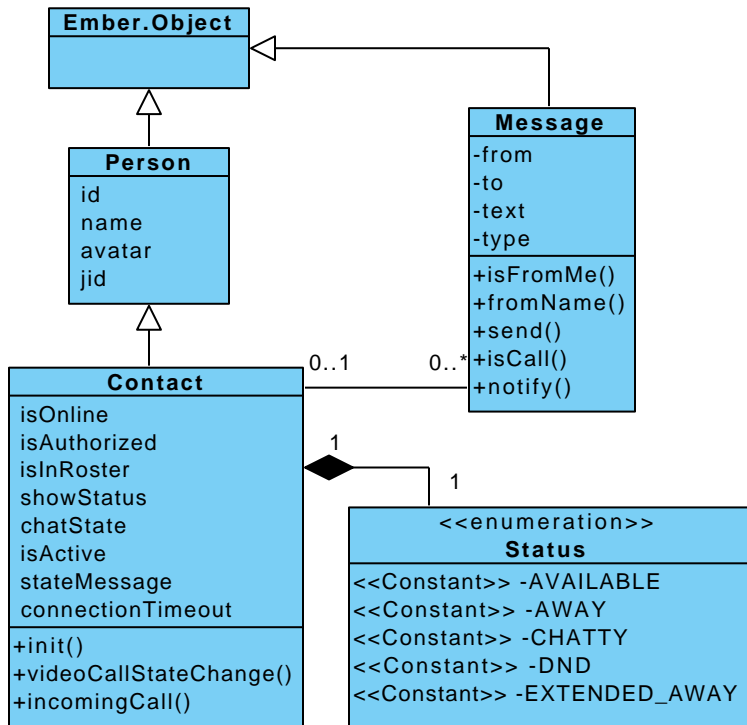 Ember.Object
Message
-from
-to
-text
-type
+isFromMe()
+fromName()
+send()
+isCall()
+notify()
Person
id
name
avatar
jid
0..1
0..*
Contact
isOnline
isAuthorized
isInRoster
showStatus
chatState
isActive
stateMessage
connectionTimeout
+init()
+videoCallStateChange()
+incomingCall()
1
1
<<enumeration>>
Status
<<Constant>> -AVAILABLE
<<Constant>> -AWAY
<<Constant>> -CHATTY
<<Constant>> -DND
<<Constant>> -EXTENDED_AWAY